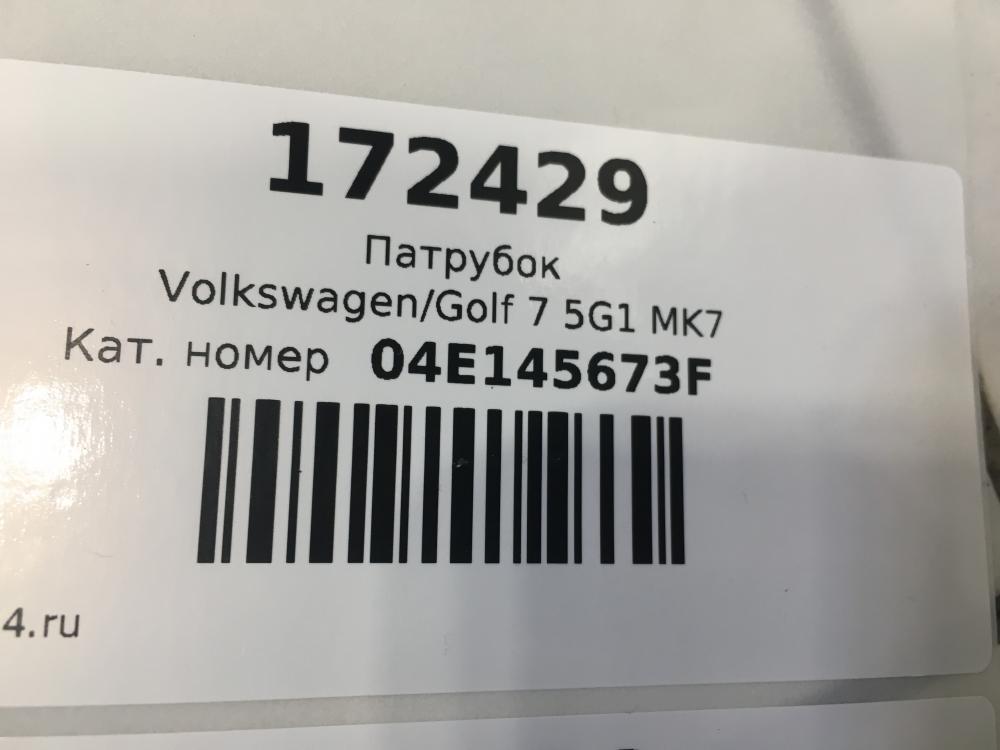 172429
Патрубок
Volkswagen/Golf 7 5G1 MK7
Кат. номер 04E145673F
4.ru